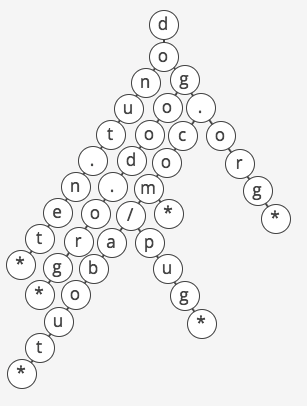 d
o
n g
u o .
t o c o
. d o r
n . m g
e o / * *
t r a p
* g b u
* o g
u *
t
*